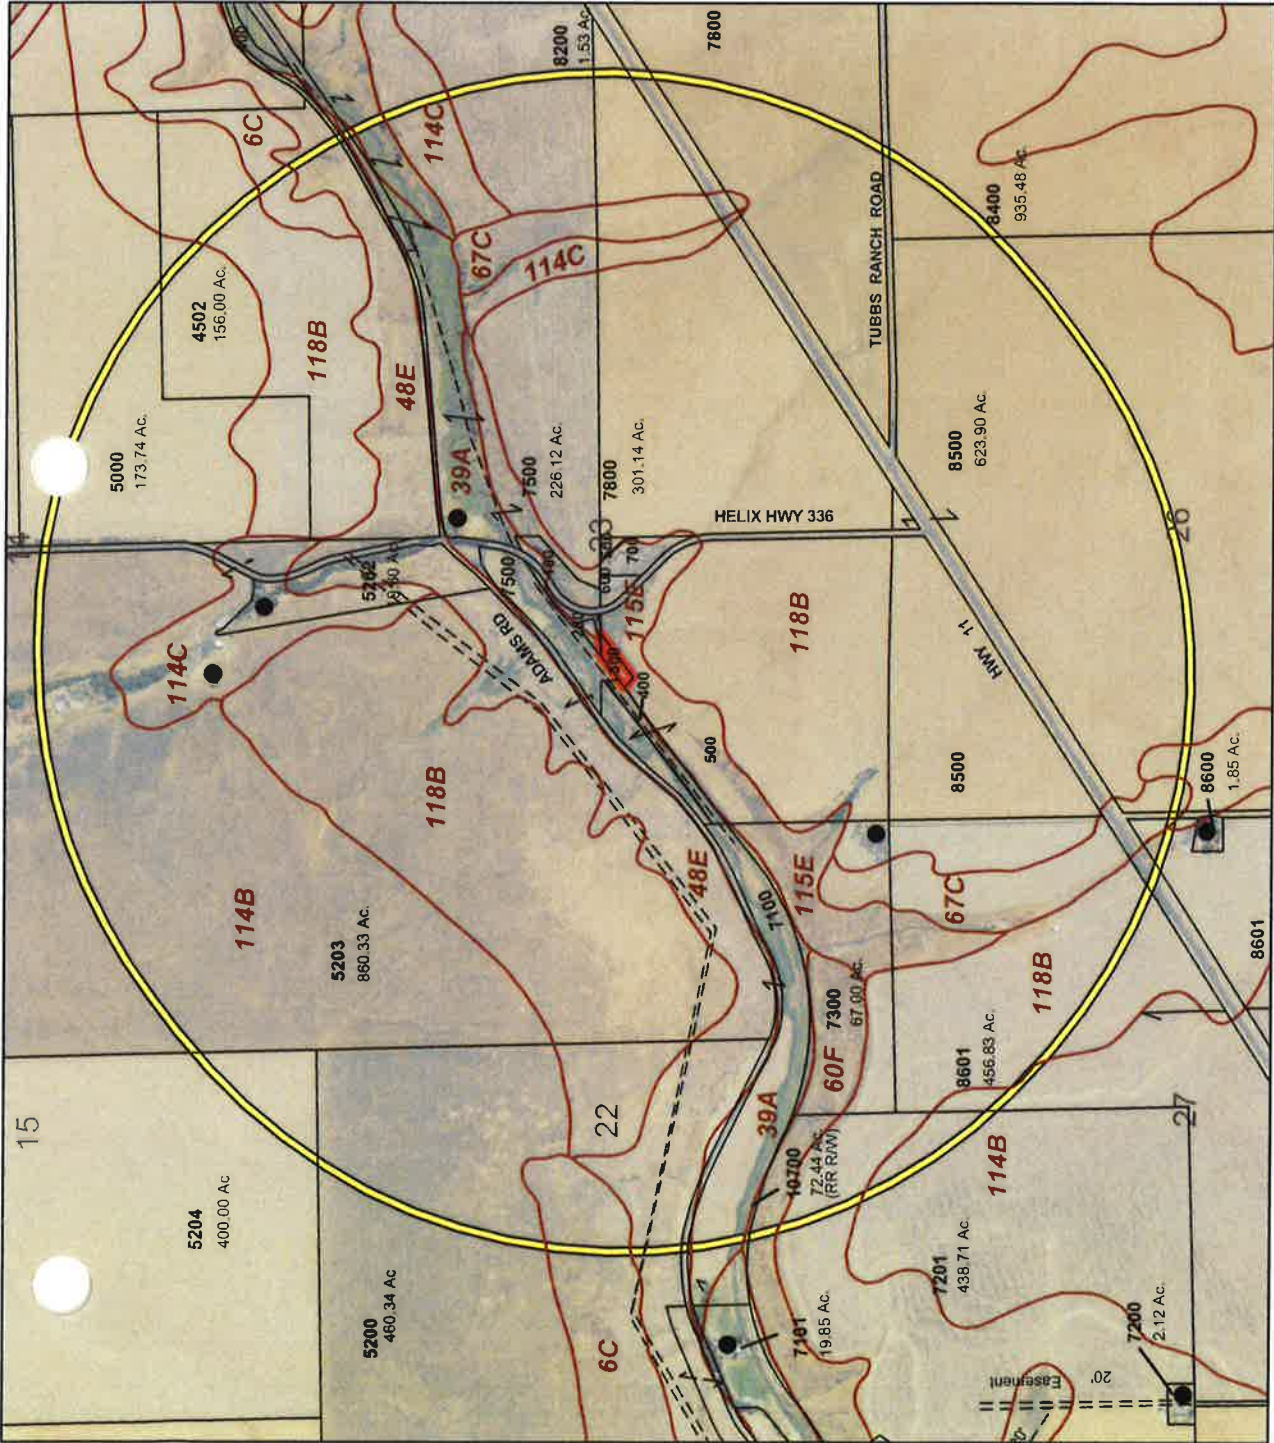 15
5204
400.00 Ac
5200
460.34 Ac
6C
22
7101
19.85 Ac.
10700
72.44 Ac.
(RR R/W)
39A
7201
438.71 Ac.
7200
2.12 Ac.
Easement
20'
114B
27
60F
7300
67.00 Ac.
8601
456.83 Ac.
118B
8601
5203
860.33 Ac.
114B
118B
48E
7100
115E
67C
8600
1.85 Ac.
8500
500
400
114C
ADAMS RD
7500
5202
14
5000
173.74 Ac.
4502
156.00 Ac.
118B
48E
39A
6C
7500
226.12 Ac.
23
7800
301.14 Ac.
600
700
115E
118B
HELIX HWY 336
HWY 11
8500
623.90 Ac.
26
67C
114C
114C
8200
1.53 Ac.
7800
TUBBS RANCH ROAD
8400
935.48 Ac.